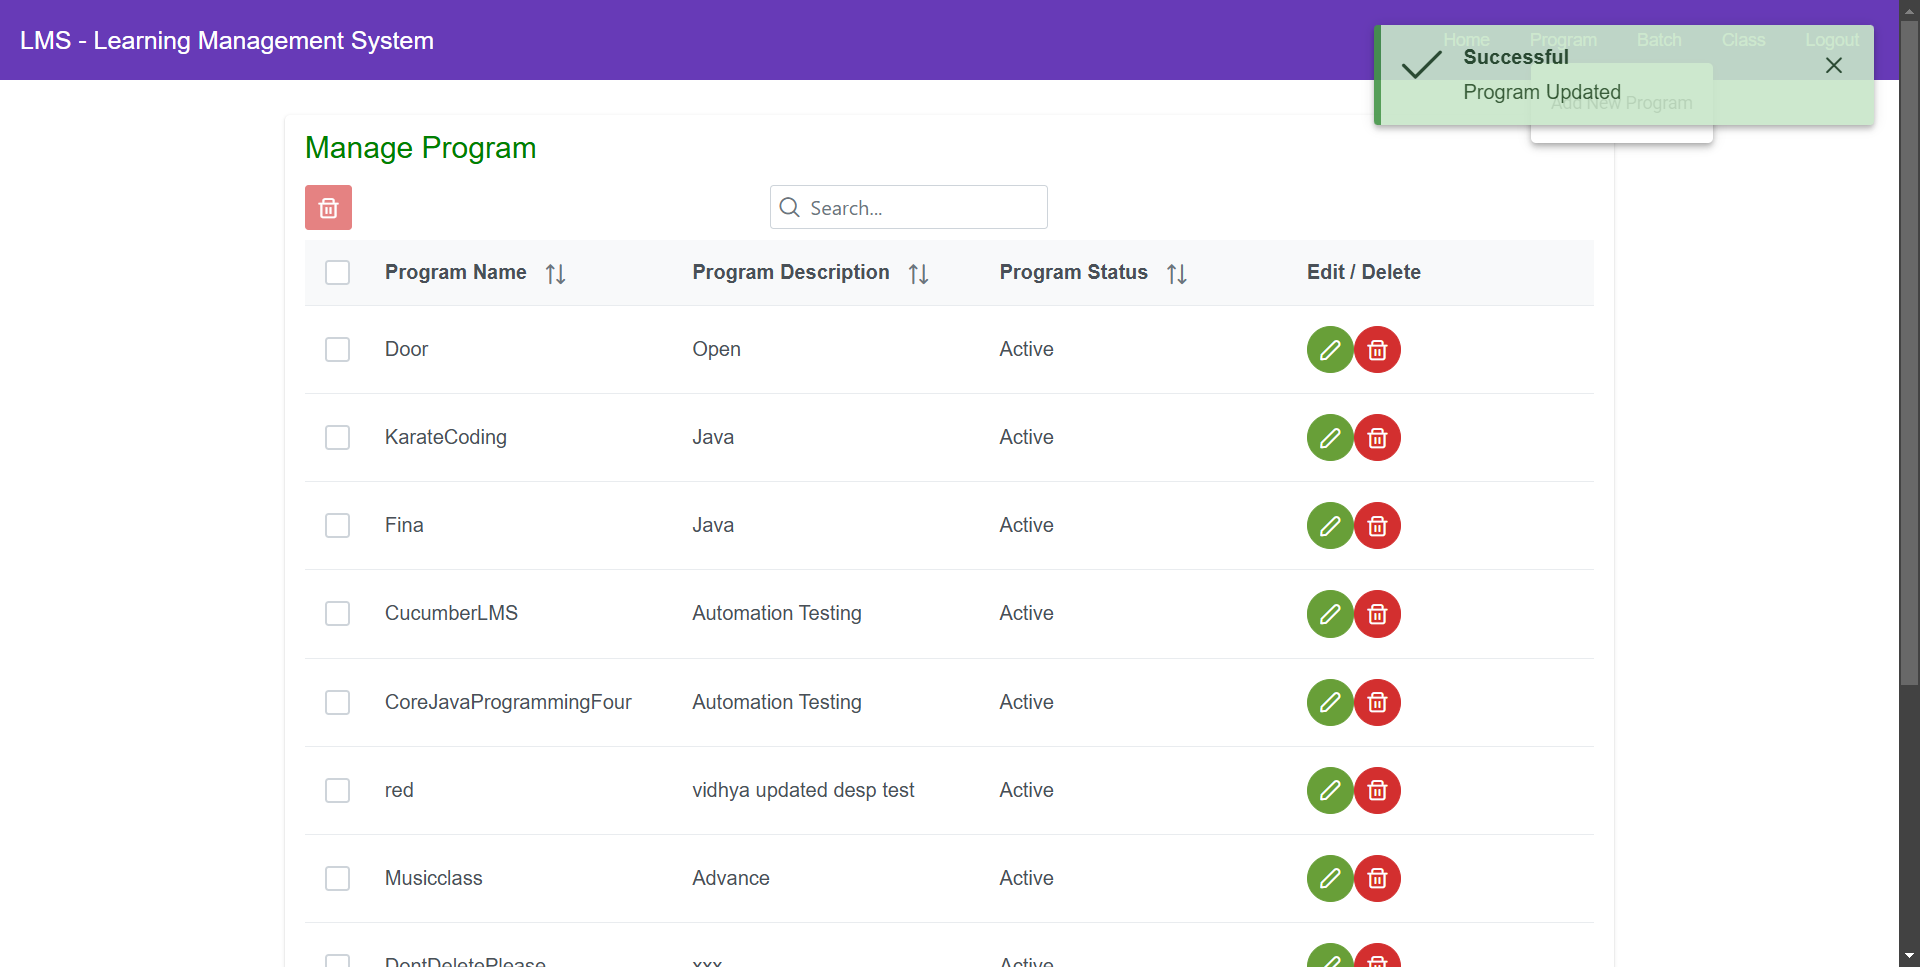 LMS - Learning Management System
Home Program Batch Class Logout
Successful
Program Updated
Add New Program
Manage Program
Search...
Program Name Program Description Program Status Edit / Delete
Door Open Active
KarateCoding Java Active
Fina Java Active
CucumberLMS Automation Testing Active
CoreJavaProgrammingFour Automation Testing Active
red vidhya updated desp test Active
Musicclass Advance Active
DontDeletePlease xxx Active